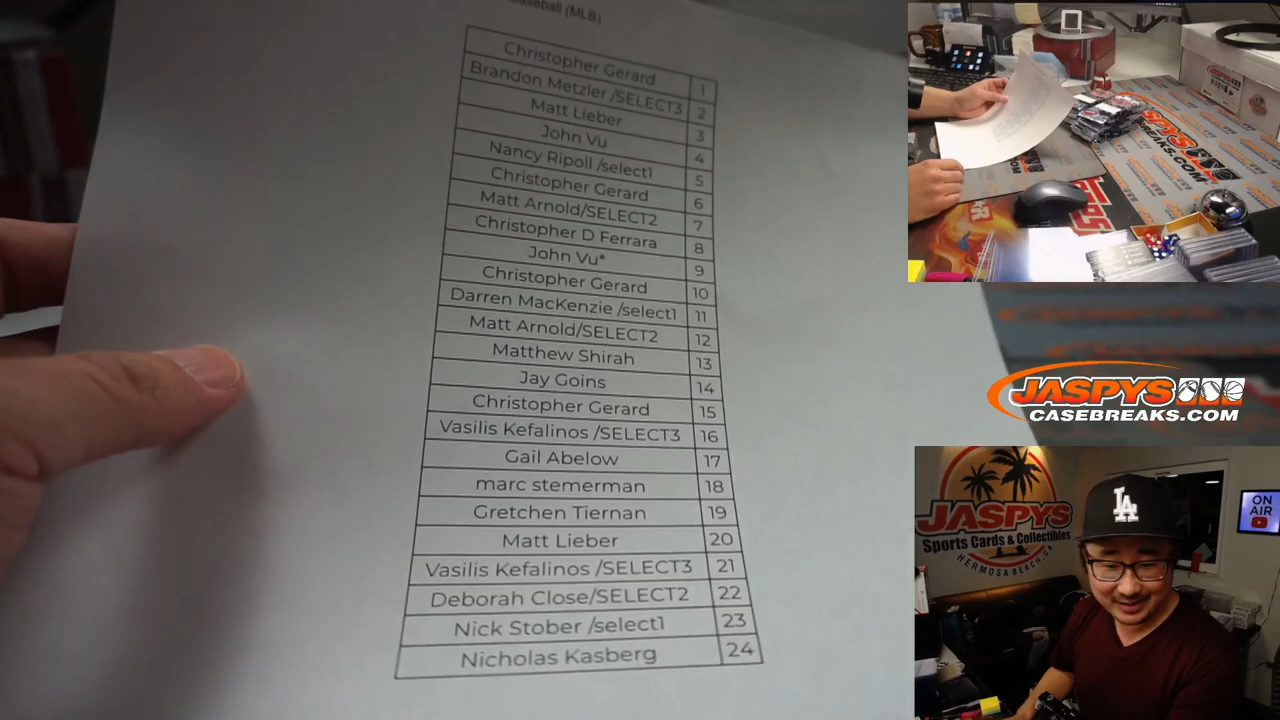 Baseball (MLB)
Christopher Gerard 1
Brandon Metzler /SELECT3 2
Matt Lieber 3
John Vu 4
Nancy Ripoll /select1 5
Christopher Gerard 6
Matt Arnold/SELECT2 7
Christopher D Ferrara 8
John Vu* 9
Christopher Gerard 10
Darren MacKenzie /select1 11
Matt Arnold/SELECT2 12
Matthew Shirah 13
Jay Goins 14
Christopher Gerard 15
Vasilis Kefalinos /SELECT3 16
Gail Abelow 17
marc stemerman 18
Gretchen Tiernan 19
Matt Lieber 20
Vasilis Kefalinos /SELECT3 21
Deborah Close/SELECT2 22
Nick Stober /select1 23
Nicholas Kasberg 24
JASPYS
CASEBREAKS.COM
JASPYS
Sports Cards & Collectibles
HERMOSA BEACH, CA
LA
ON
AIR